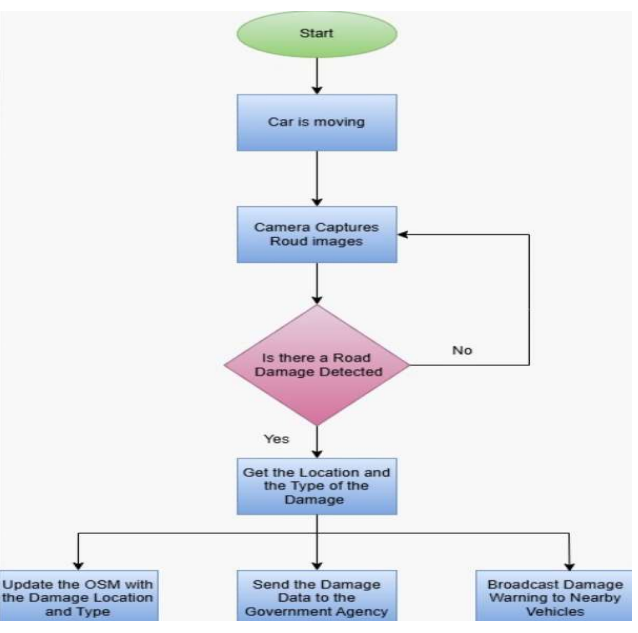 Start
Car is moving
Camera Captures
Roud images
Is there a Road
Damage Detected
No
Yes
Get the Location and
the Type of the
Damage
Update the OSM with
the Damage Location
and Type
Send the Damage
Data to the
Government Agency
Broadcast Damage
Warning to Nearby
Vehicles